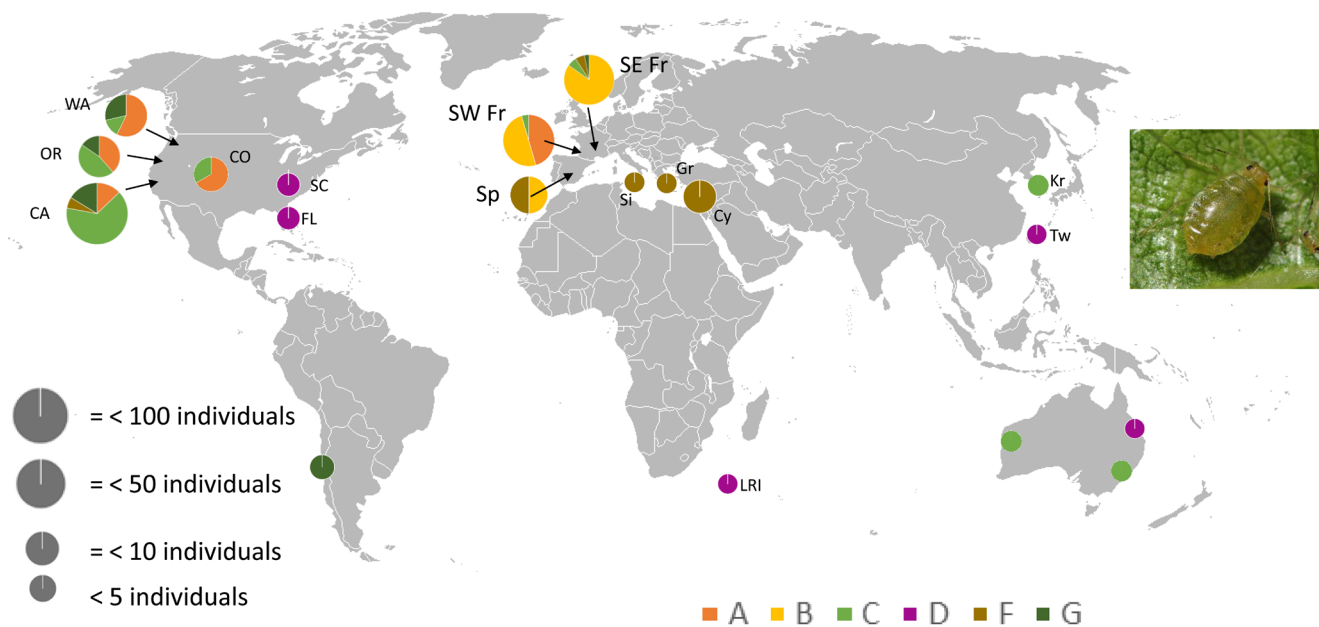 SE Fr
WA
SW Fr
OR
CO
Gr
SC
Kr
Sp
Si
CA
FL
Cy
Tw
= < 100 individuals
= < 50 individuals
LRI
= < 10 individuals
< 5 individuals
A B C D F G